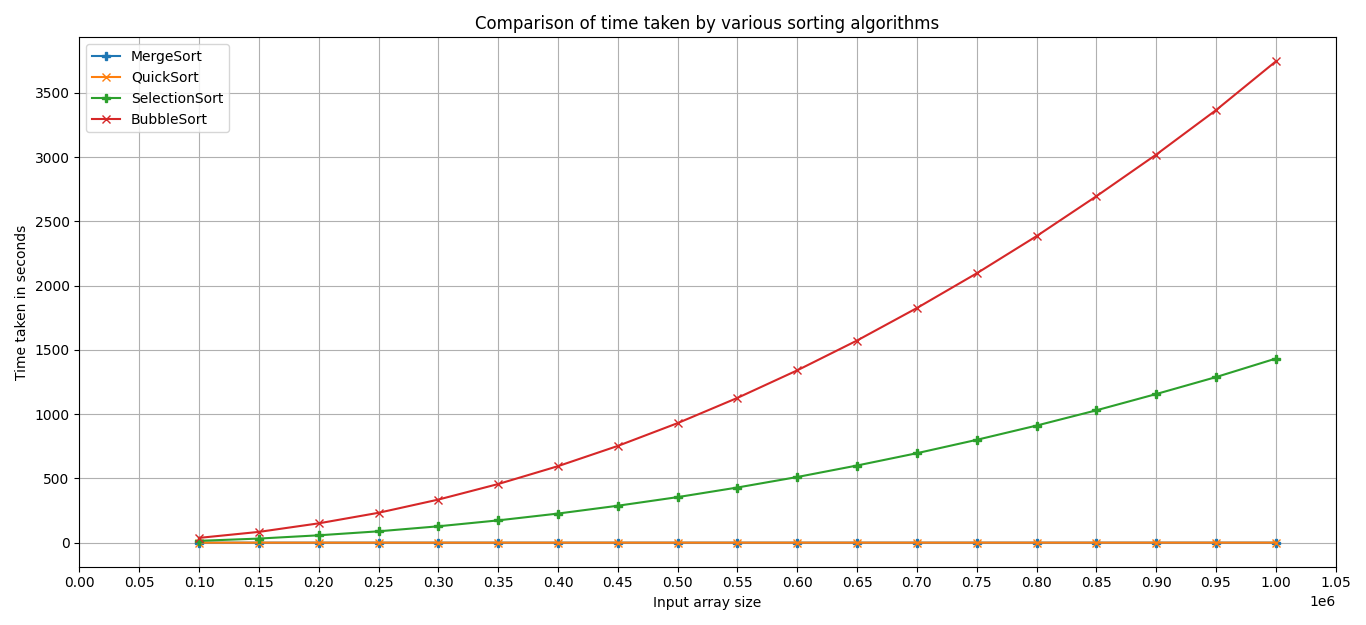 Comparison of time taken by various sorting algorithms
MergeSort
QuickSort
SelectionSort
BubbleSort
Time taken in seconds
3500
3000
2500
2000
1500
1000
500
0
0.00 0.05 0.10 0.15 0.20 0.25 0.30 0.35 0.40 0.45 0.50 0.55 0.60 0.65 0.70 0.75 0.80 0.85 0.90 0.95 1.00 1.05
1e6
Input array size